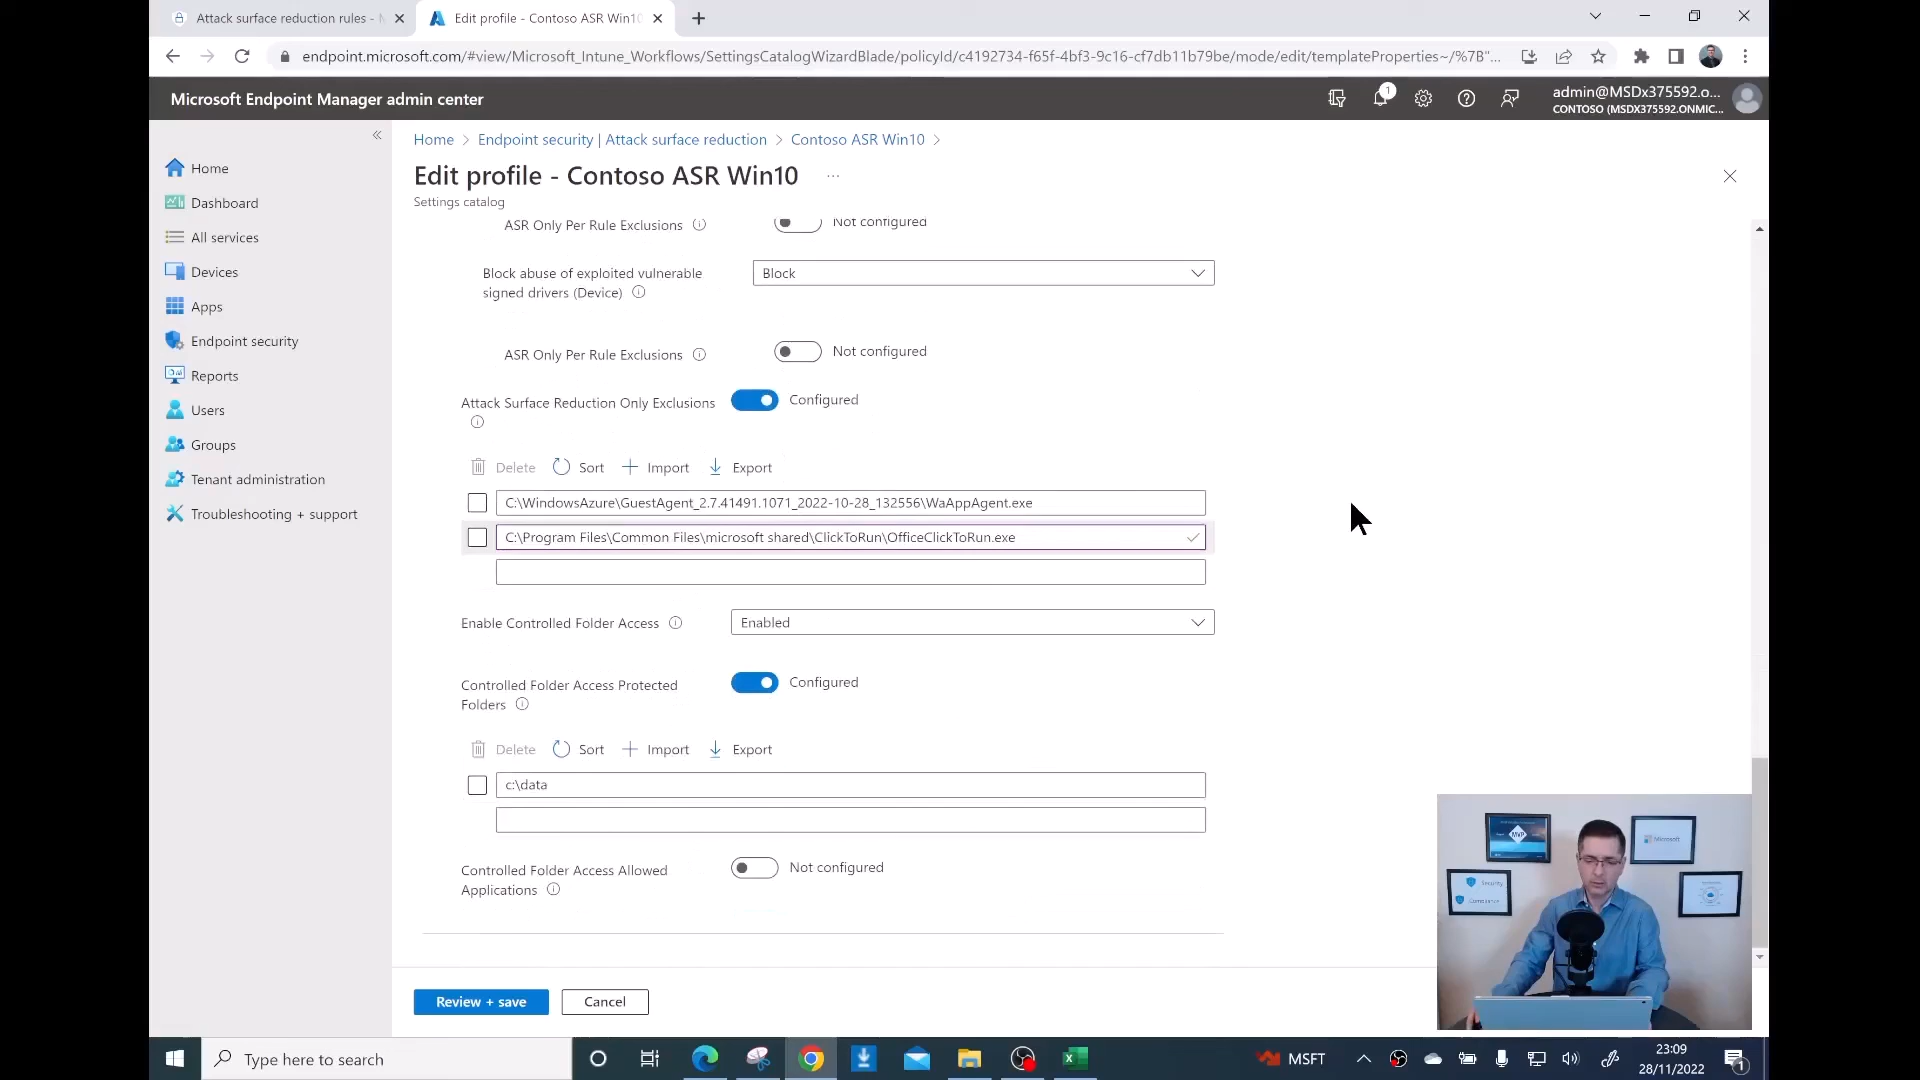 Attack surface reduction rules -
Edit profile - Contoso ASR Win10
endpoint.microsoft.com/#view/Microsoft_Intune_Workflows/SettingsCatalogWizardBlade/policyId/c4192734-f65f-4bf3-9c16-cf7db11b79be/mode/edit/templateProperties~/%7B"...
Microsoft Endpoint Manager admin center
1
admin@MSDx375592.o...
CONTOSO (MSDX375592.ONMIC...
Home
Dashboard
All services
Devices
Apps
Endpoint security
Reports
Users
Groups
Tenant administration
Troubleshooting + support
Home > Endpoint security | Attack surface reduction > Contoso ASR Win10 >
Edit profile - Contoso ASR Win10 ...
Settings catalog
ASR Only Per Rule Exclusions
Not configured
Block abuse of exploited vulnerable
signed drivers (Device)
Block
ASR Only Per Rule Exclusions
Not configured
Attack Surface Reduction Only Exclusions
Configured
Delete Sort Import Export
C:\WindowsAzure\GuestAgent_2.7.41491.1071_2022-10-28_132556\WaAppAgent.exe
C:\Program Files\Common Files\microsoft shared\ClickToRun\OfficeClickToRun.exe
Enable Controlled Folder Access
Enabled
Controlled Folder Access Protected
Folders
Configured
Delete Sort Import Export
c:\data
Controlled Folder Access Allowed
Applications
Not configured
Review + save
Cancel
MVP
Microsoft
Security
Compliance
Type here to search
MSFT
23:09
28/11/2022
1